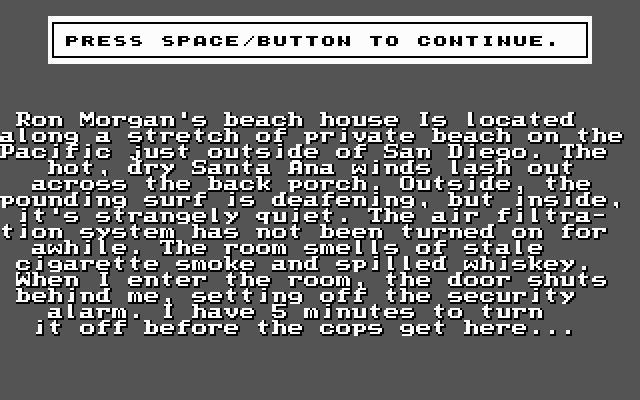 PRESS SPACE/BUTTON TO CONTINUE.
Ron Morgan's beach house Is located
along a stretch of private beach on the
Pacific just outside of San Diego. The
hot, dry Santa Ana winds lash out
across the back porch. Outside, the
pounding surf is deafening, but inside,
it's strangely quiet. The air filtra-
tion system has not been turned on for
awhile. The room smells of stale
cigarette smoke and spilled whiskey.
When I enter the room, the door shuts
behind me, setting off the security
alarm. I have 5 minutes to turn
it off before the cops get here...